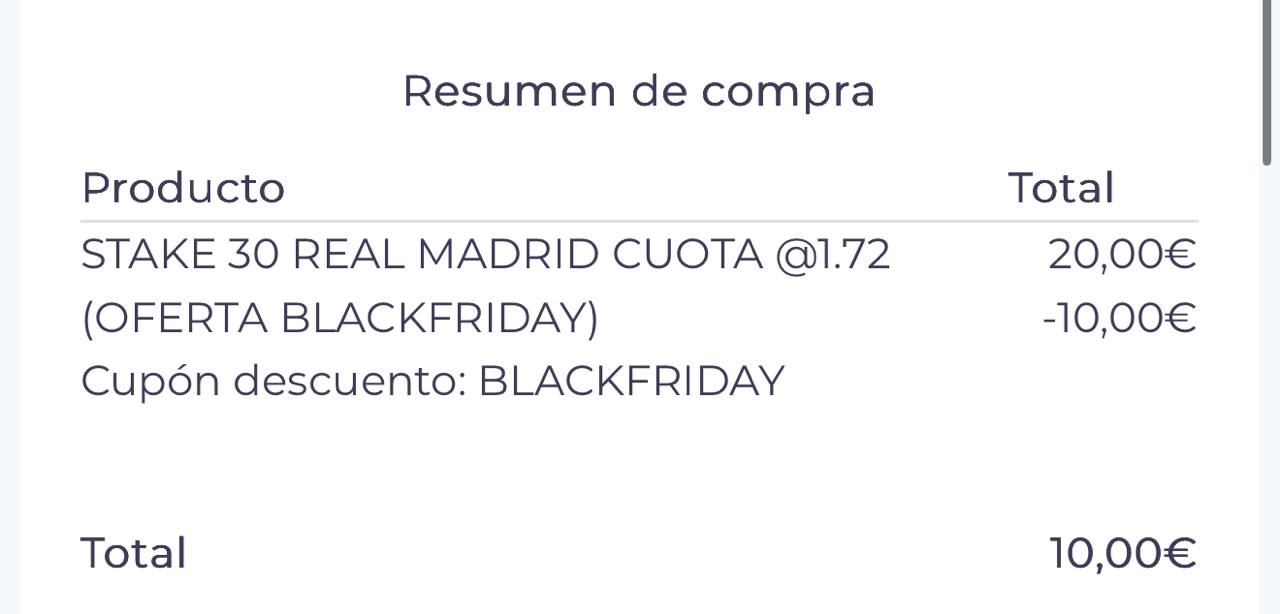 Resumen de compra
Producto Total
STAKE 30 REAL MADRID CUOTA @1.72 20,00€
(OFERTA BLACKFRIDAY) -10,00€
Cupón descuento: BLACKFRIDAY
Total 10,00€